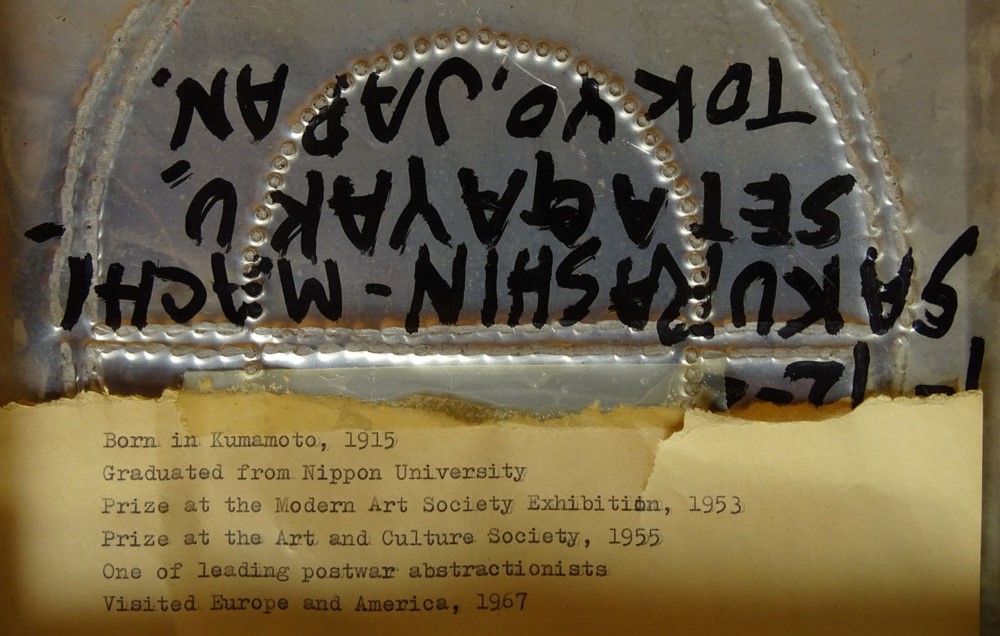 1-12-
SAKURASHIN-MACHI
SETAGAYAKU
TOKYO, JAPAN.
Born in Kumamoto, 1915
Graduated from Nippon University
Prize at the Modern Art Society Exhibition, 1953
Prize at the Art and Culture Society, 1955
One of leading postwar abstractionists
Visited Europe and America, 1967